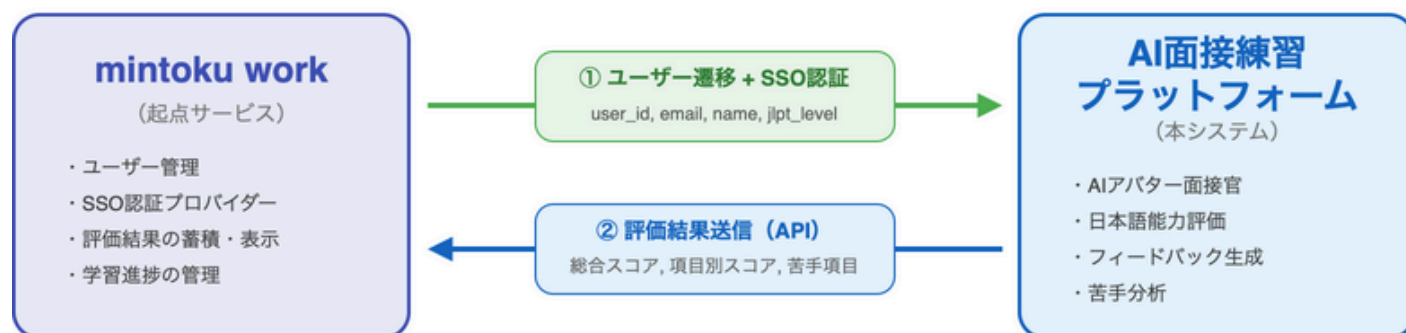 mintoku work
（起点サービス）
・ユーザー管理
・SSO認証プロバイダー
・評価結果の蓄積・表示
・学習進捗の管理
① ユーザー遷移 + SSO認証
user_id, email, name, jlpt_level
② 評価結果送信（API）
総合スコア, 項目別スコア, 苦手項目
AI面接練習
プラットフォーム
（本システム）
・AIアバター面接官
・日本語能力評価
・フィードバック生成
・苦手分析